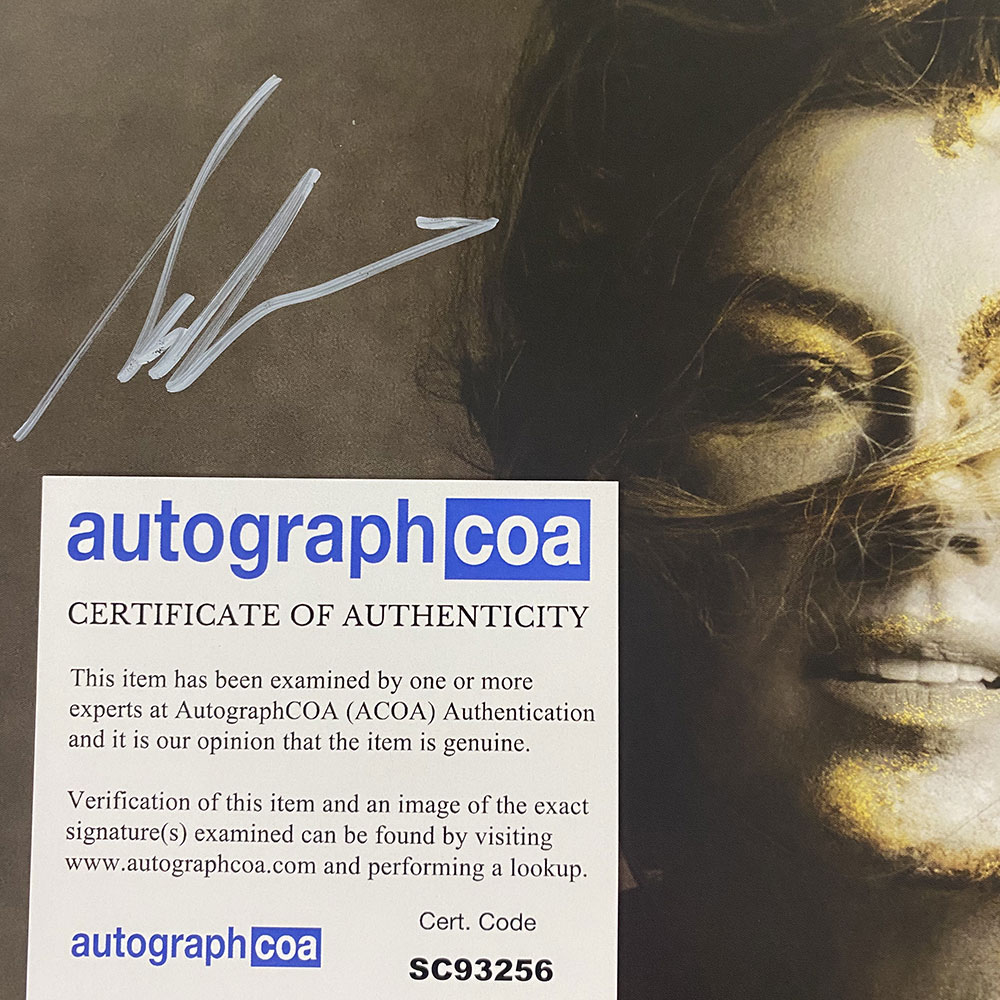 autographcoa
CERTIFICATE OF AUTHENTICITY
This item has been examined by one or more
experts at AutographCOA (ACOA) Authentication
and it is our opinion that the item is genuine.
Verification of this item and an image of the exact
signature(s) examined can be found by visiting
www.autographcoa.com and performing a lookup.
Cert. Code
autographcoa
SC93256